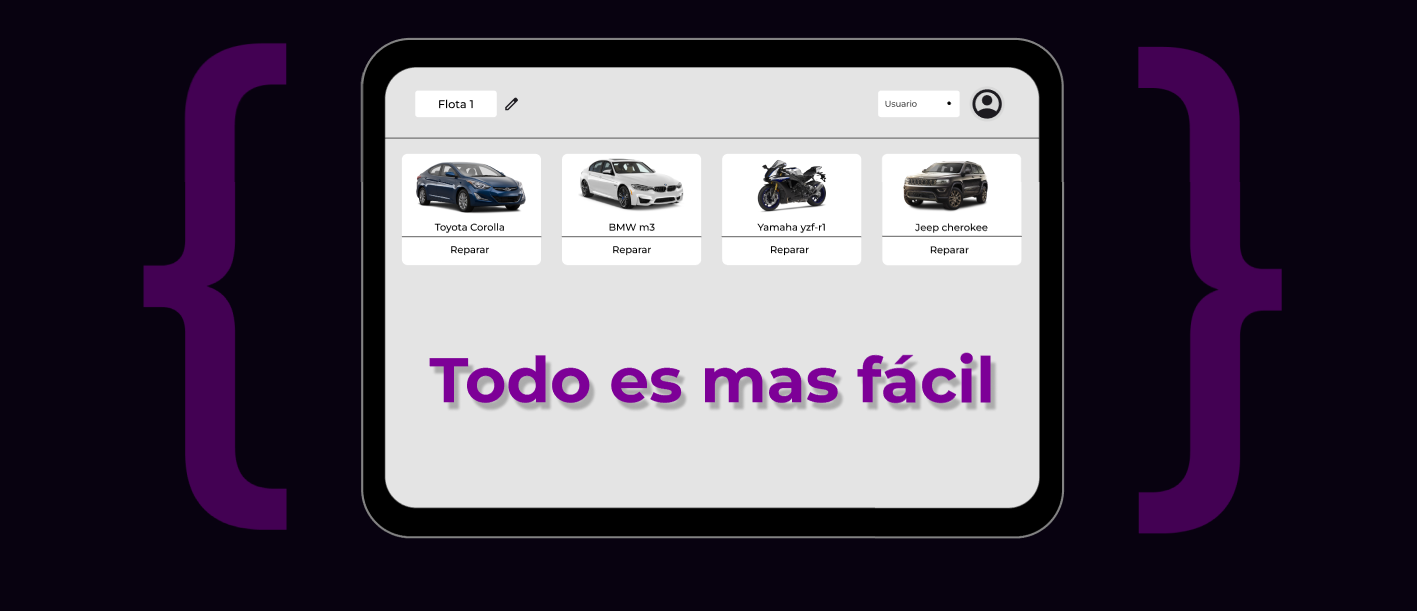 Flota 1
Usuario
Toyota Corolla
BMW m3
Yamaha yzf-r1
Jeep cherokee
Reparar
Reparar
Reparar
Reparar
Todo es mas fácil